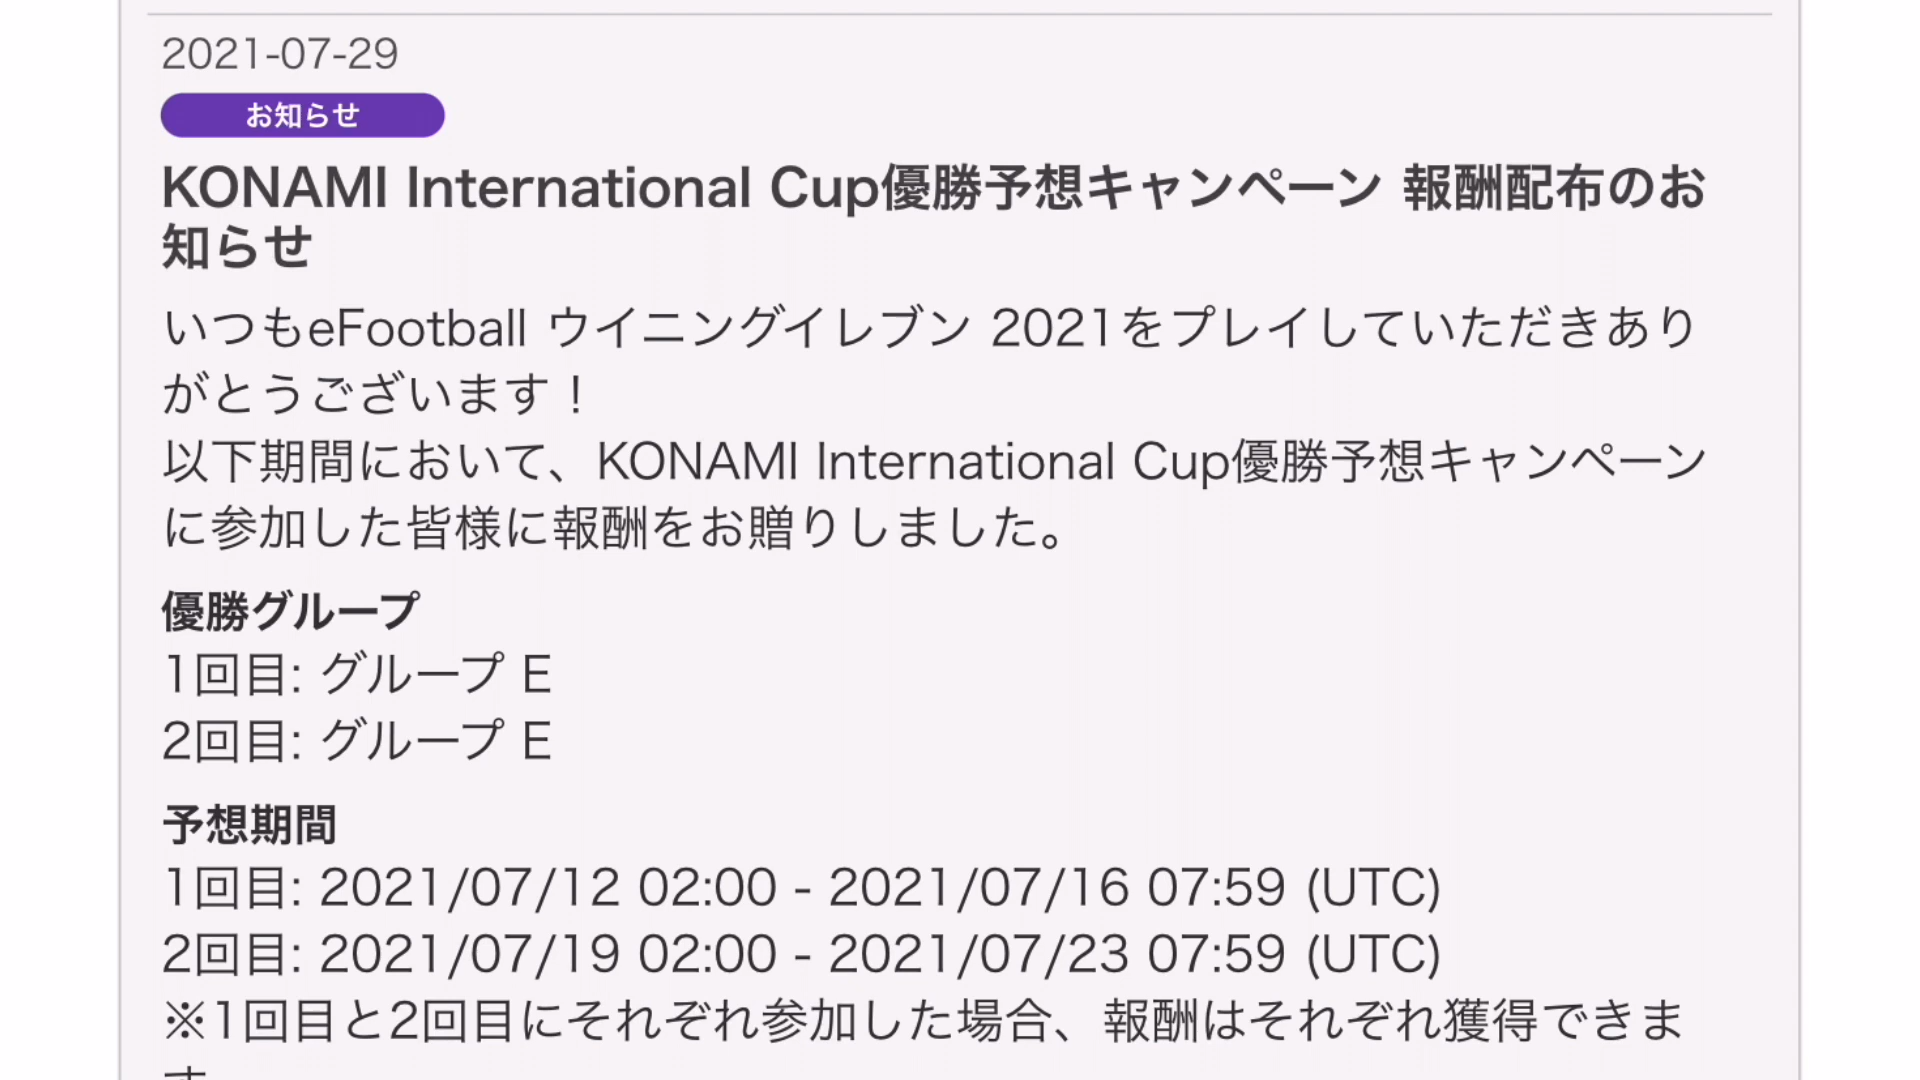 2021-07-29
お知らせ
KONAMI International Cup優勝予想キャンペーン 報酬配布のお
知らせ
いつもeFootball ウイニングイレブン 2021をプレイしていただきあり
がとうございます！
以下期間において、KONAMI International Cup優勝予想キャンペーン
に参加した皆様に報酬をお贈りしました。
優勝グループ
1回目: グループ E
2回目: グループ E
予想期間
1回目: 2021/07/12 02:00 - 2021/07/16 07:59 (UTC)
2回目: 2021/07/19 02:00 - 2021/07/23 07:59 (UTC)
※1回目と2回目にそれぞれ参加した場合、報酬はそれぞれ獲得できま